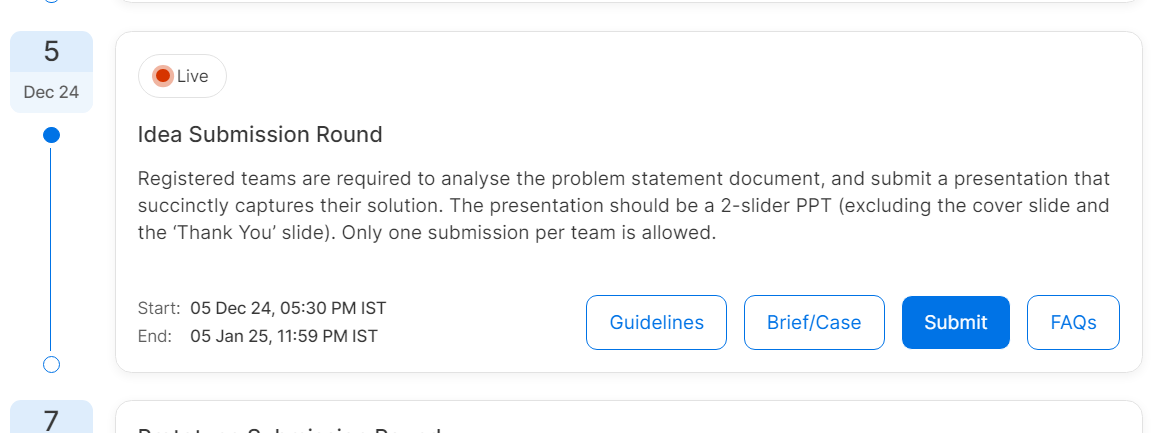 5
Dec 24
Live
Idea Submission Round
Registered teams are required to analyse the problem statement document, and submit a presentation that
succinctly captures their solution. The presentation should be a 2-slider PPT (excluding the cover slide and
the ‘Thank You’ slide). Only one submission per team is allowed.
Start: 05 Dec 24, 05:30 PM IST
End: 05 Jan 25, 11:59 PM IST
Guidelines
Brief/Case
Submit
FAQs
7